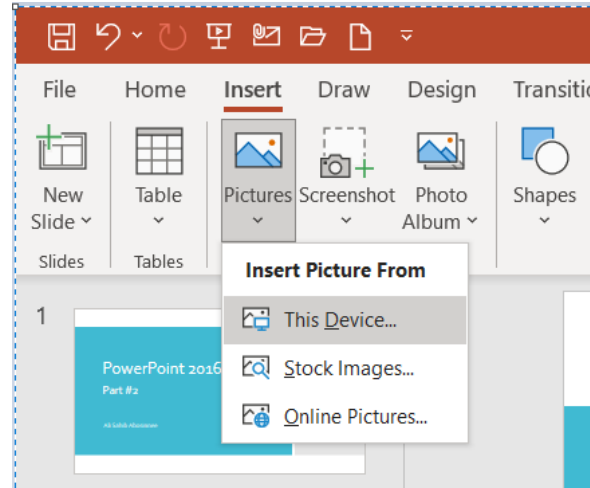 File Home Insert Draw Design Transitio
New Slide
Table
Pictures
Screenshot
Photo Album
Shapes
Slides
Tables
Insert Picture From
This Device...
Stock Images...
Online Pictures...
1
PowerPoint 2016
Part #2